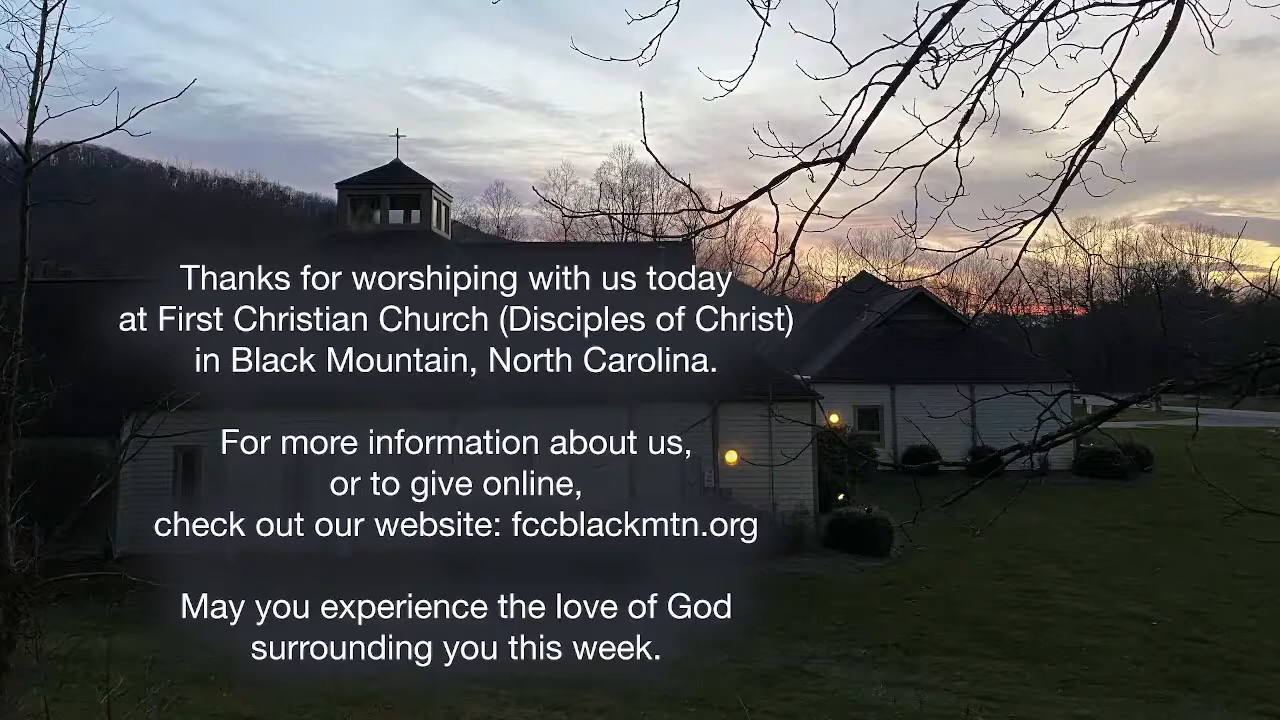 Thanks for worshiping with us today
at First Christian Church (Disciples of Christ)
in Black Mountain, North Carolina.
For more information about us,
or to give online,
check out our website: fccblackmtn.org
May you experience the love of God
surrounding you this week.